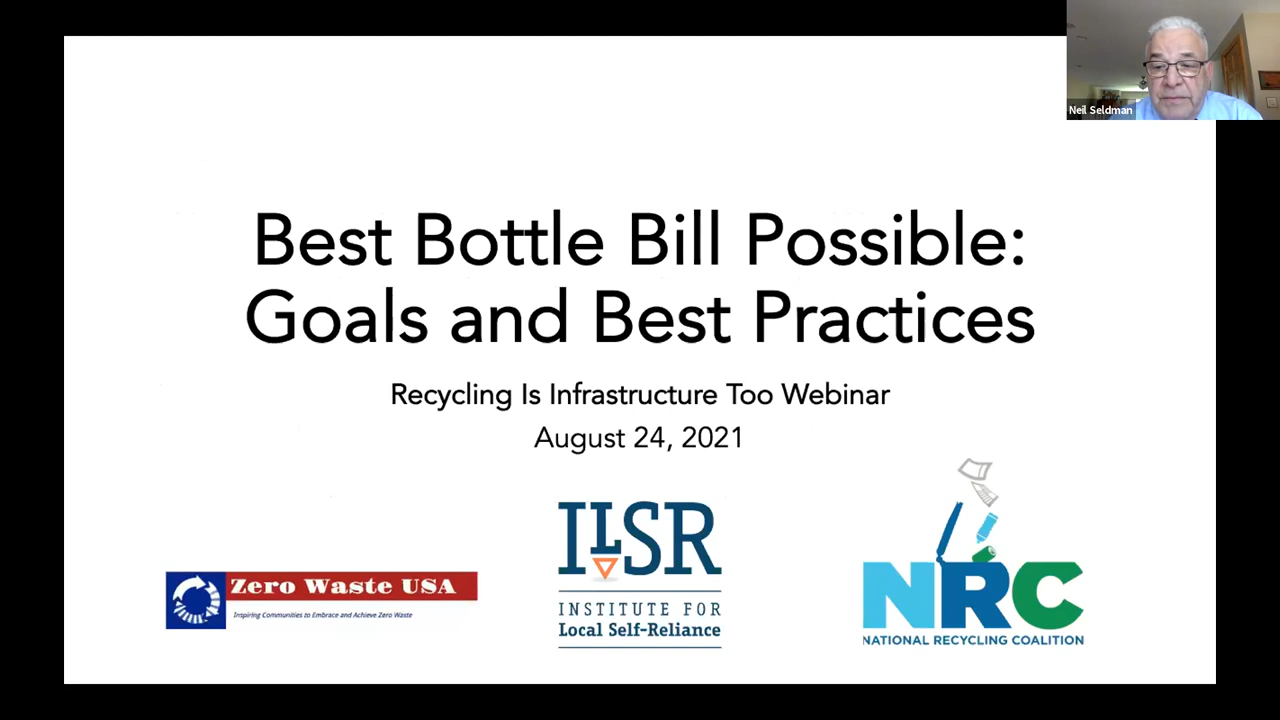 Neil Seldman
Best Bottle Bill Possible:
Goals and Best Practices
Recycling Is Infrastructure Too Webinar
August 24, 2021
Zero Waste USA
Inspiring Communities to Embrace and Achieve Zero Waste
ILSR
INSTITUTE FOR
Local Self-Reliance
NRC
NATIONAL RECYCLING COALITION